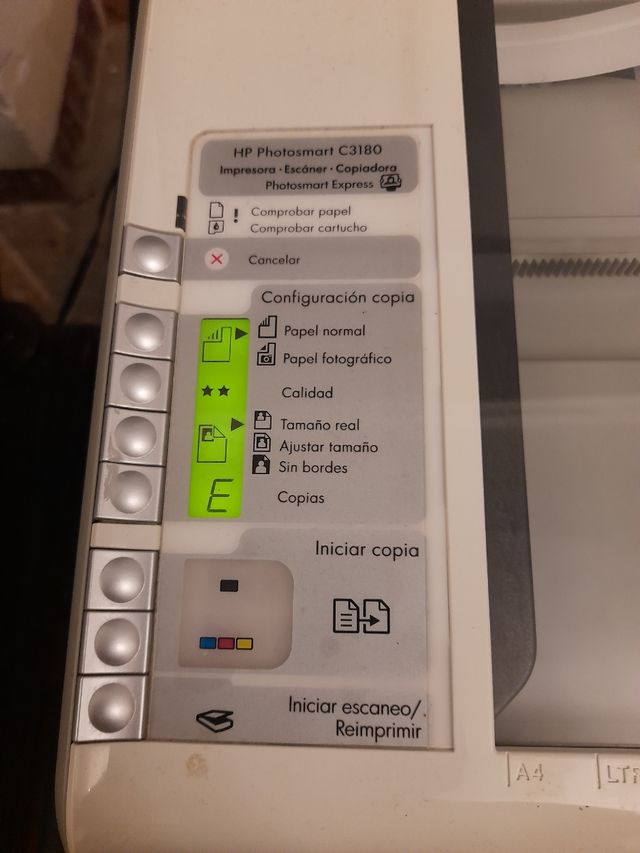 HP Photosmart C3180
Impresora · Escáner · Copiadora
Photosmart Express
! Comprobar papel
Comprobar cartucho
Cancelar
Configuración copia
Papel normal
Papel fotográfico
Calidad
Tamaño real
Ajustar tamaño
Sin bordes
E
Copias
Iniciar copia
Iniciar escaneo/
Reimprimir
A4